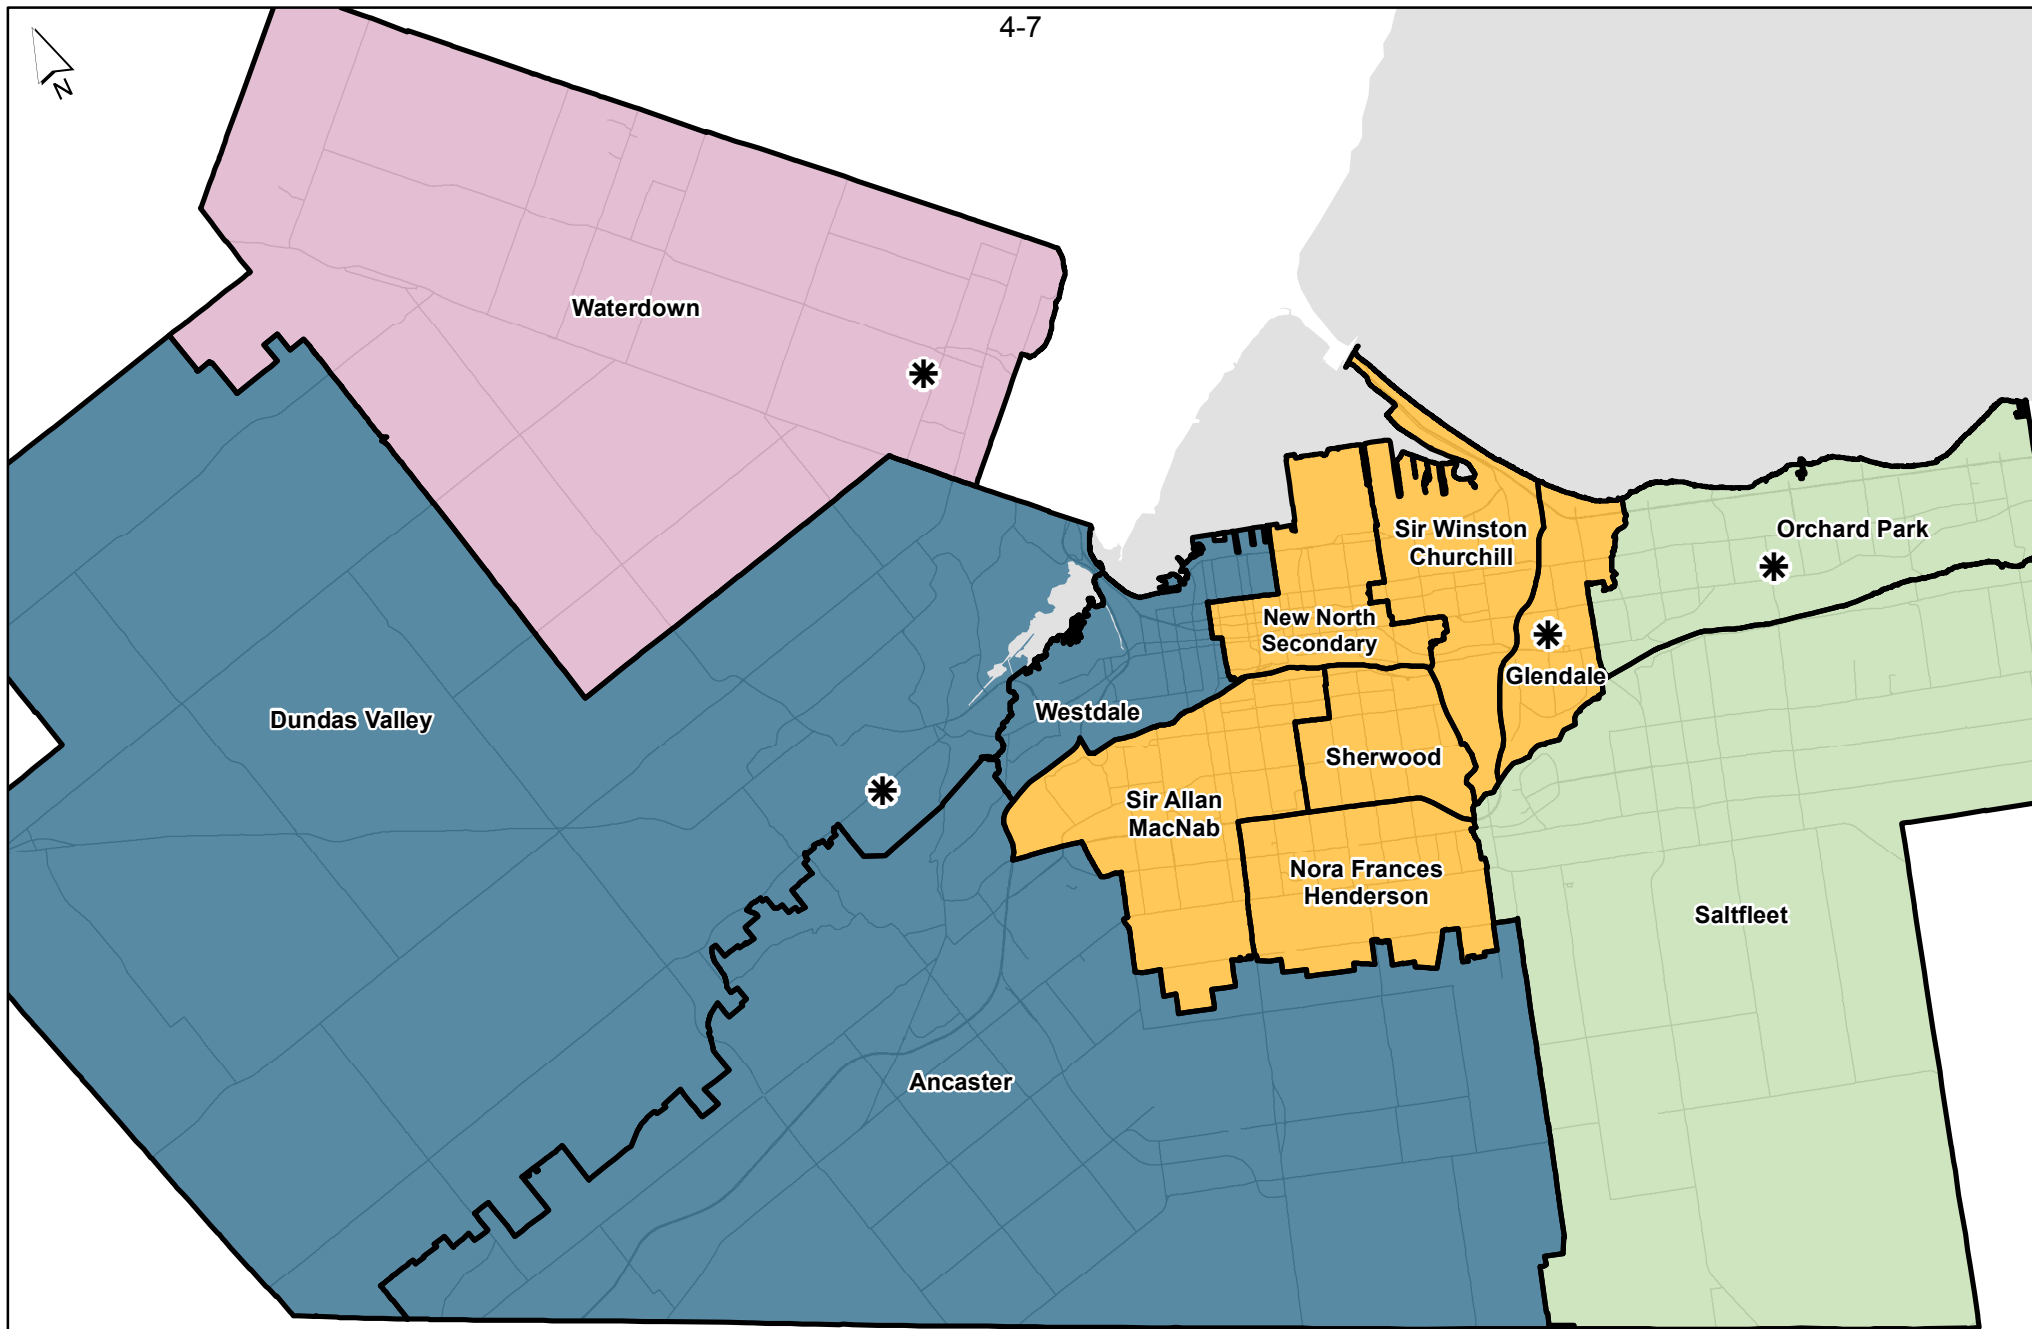 4-7
N
Waterdown
Sir Winston
Churchill
Orchard Park
New North
Secondary
Glendale
Dundas Valley
Westdale
Sherwood
Sir Allan
MacNab
Nora Frances
Henderson
Saltfleet
Ancaster